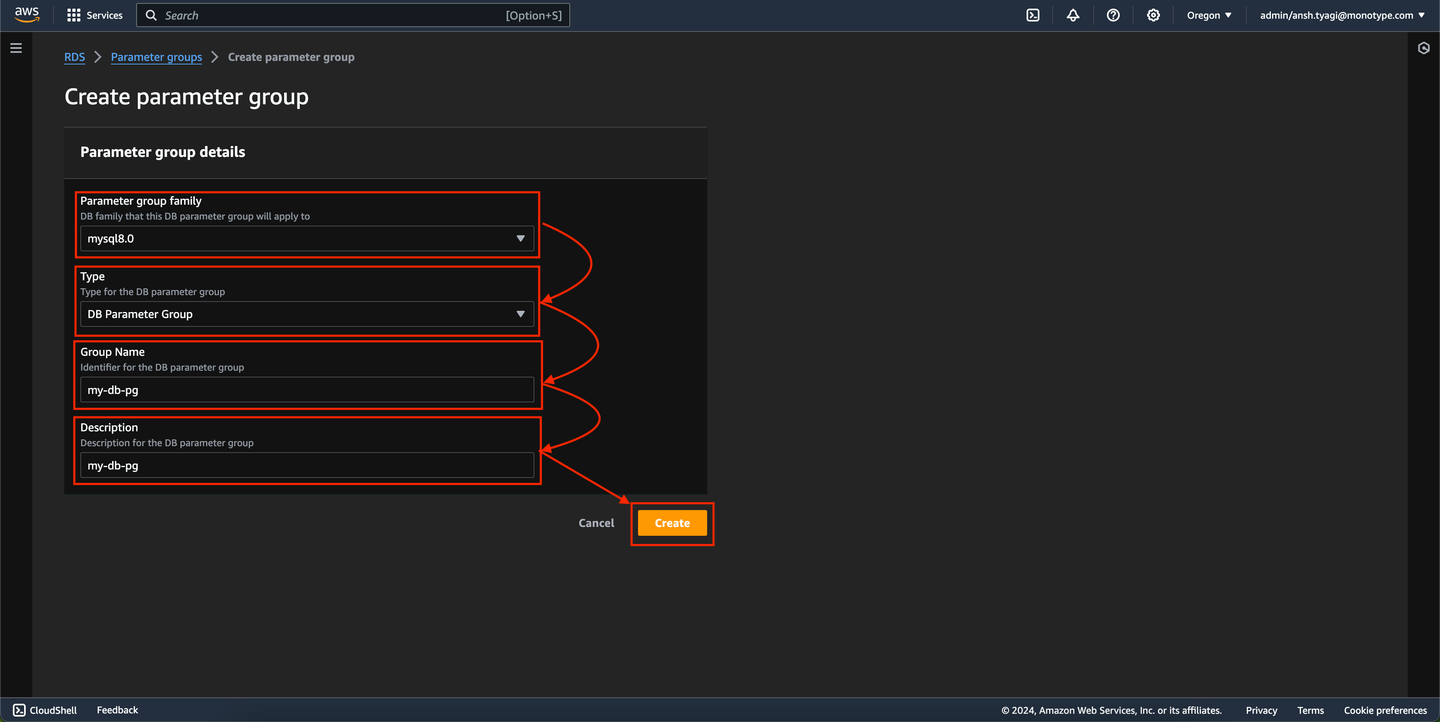 aws
Services
Search [Option+S]
Oregon
admin/ansh.tyagi@monotype.com
RDS > Parameter groups > Create parameter group
Create parameter group
Parameter group details
Parameter group family
DB family that this DB parameter group will apply to
mysql8.0
Type
Type for the DB parameter group
DB Parameter Group
Group Name
Identifier for the DB parameter group
my-db-pg
Description
Description for the DB parameter group
my-db-pg
Cancel
Create
CloudShell
Feedback
© 2024, Amazon Web Services, Inc. or its affiliates.
Privacy
Terms
Cookie preferences